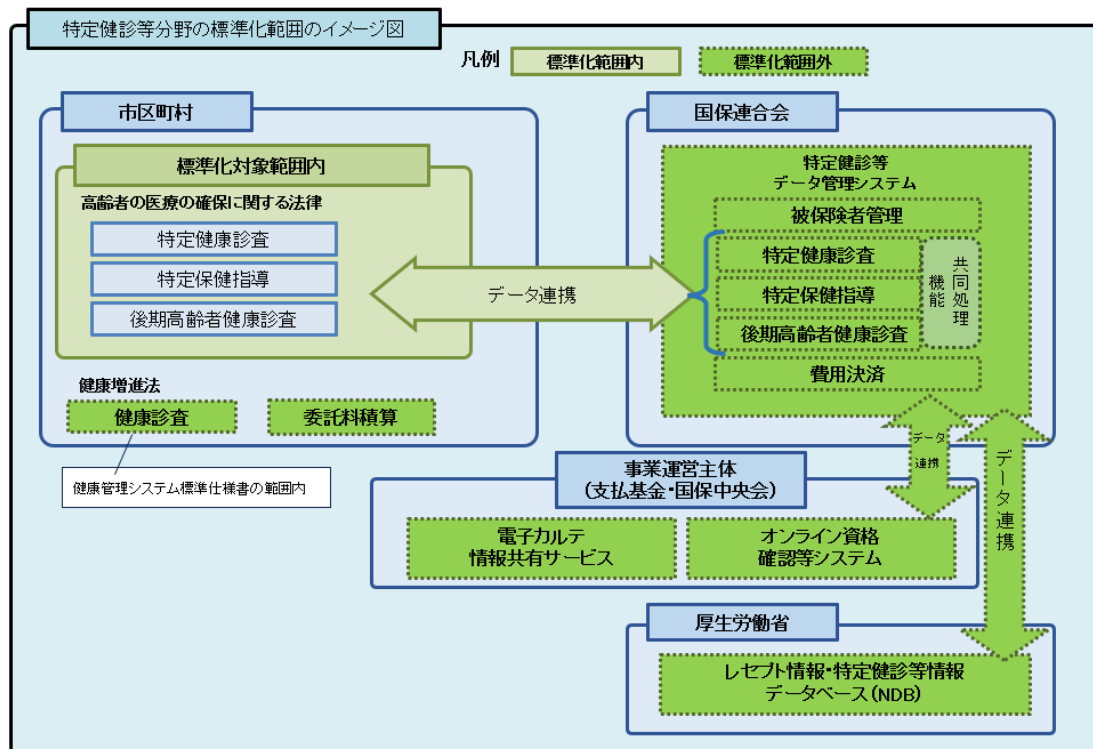 特定健診等分野の標準化範囲のイメージ図
凡例
標準化範囲内
標準化範囲外
市区町村
標準化対象範囲内
高齢者の医療の確保に関する法律
特定健康診査
特定保健指導
後期高齢者健康診査
健康増進法
健康診査
委託料積算
健康管理システム標準仕様書の範囲内
データ連携
国保連合会
特定健診等
データ管理システム
被保険者管理
特定健康診査
特定保健指導
後期高齢者健康診査
共同処理
機能
費用決済
データ
連携
データ連携
事業運営主体
(支払基金・国保中央会)
電子カルテ
情報共有サービス
オンライン資格
確認等システム
厚生労働省
レセプト情報・特定健診等情報
データベース(NDB)